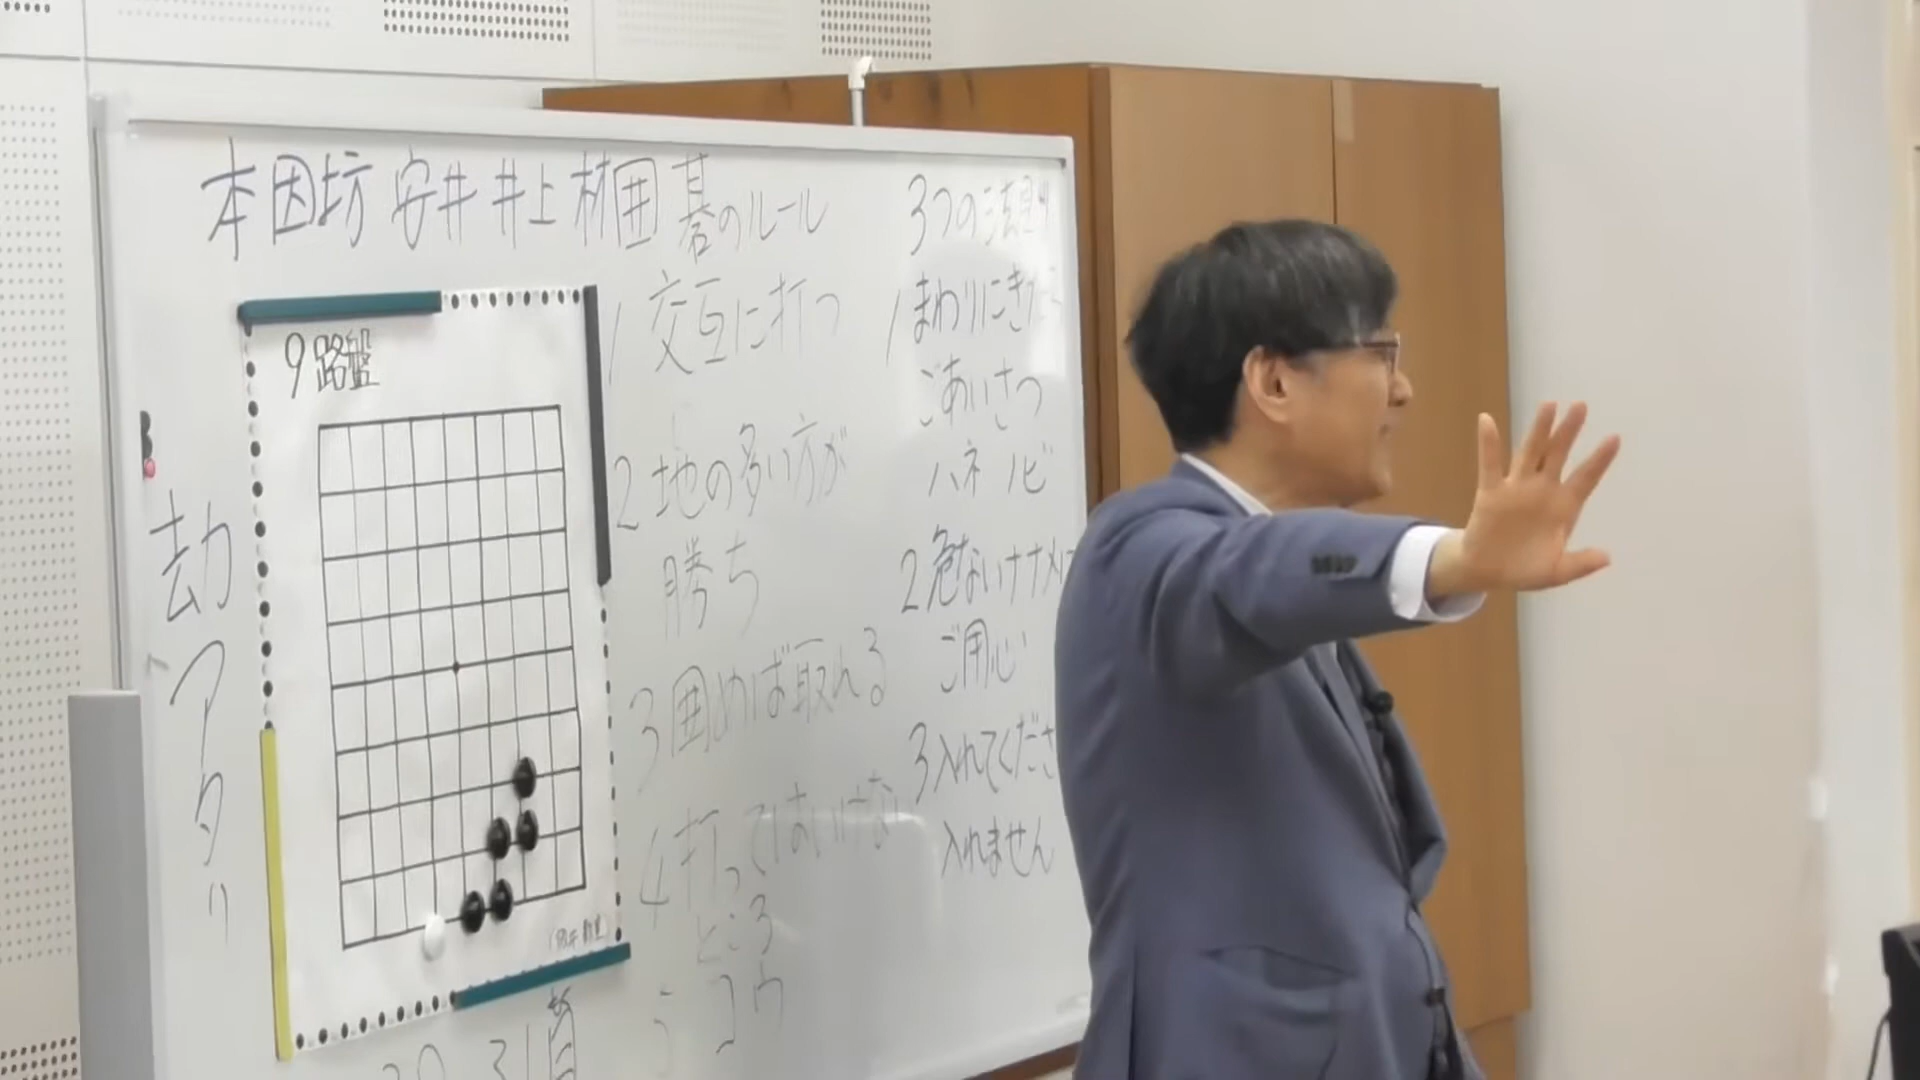 本因坊 安井 井上 林
囲碁のルール
1 交互に打つ
2 地の多い方が
勝ち
3 囲めば取れる
4 打ってはいけな
ところ
5 コウ
3つの法則
1 まわりにきた
ごあいさつ
ハネ ノビ
2 危ないナナメに
ご用心
3 入れてくださ
入れません
9路盤
劫
アタリ